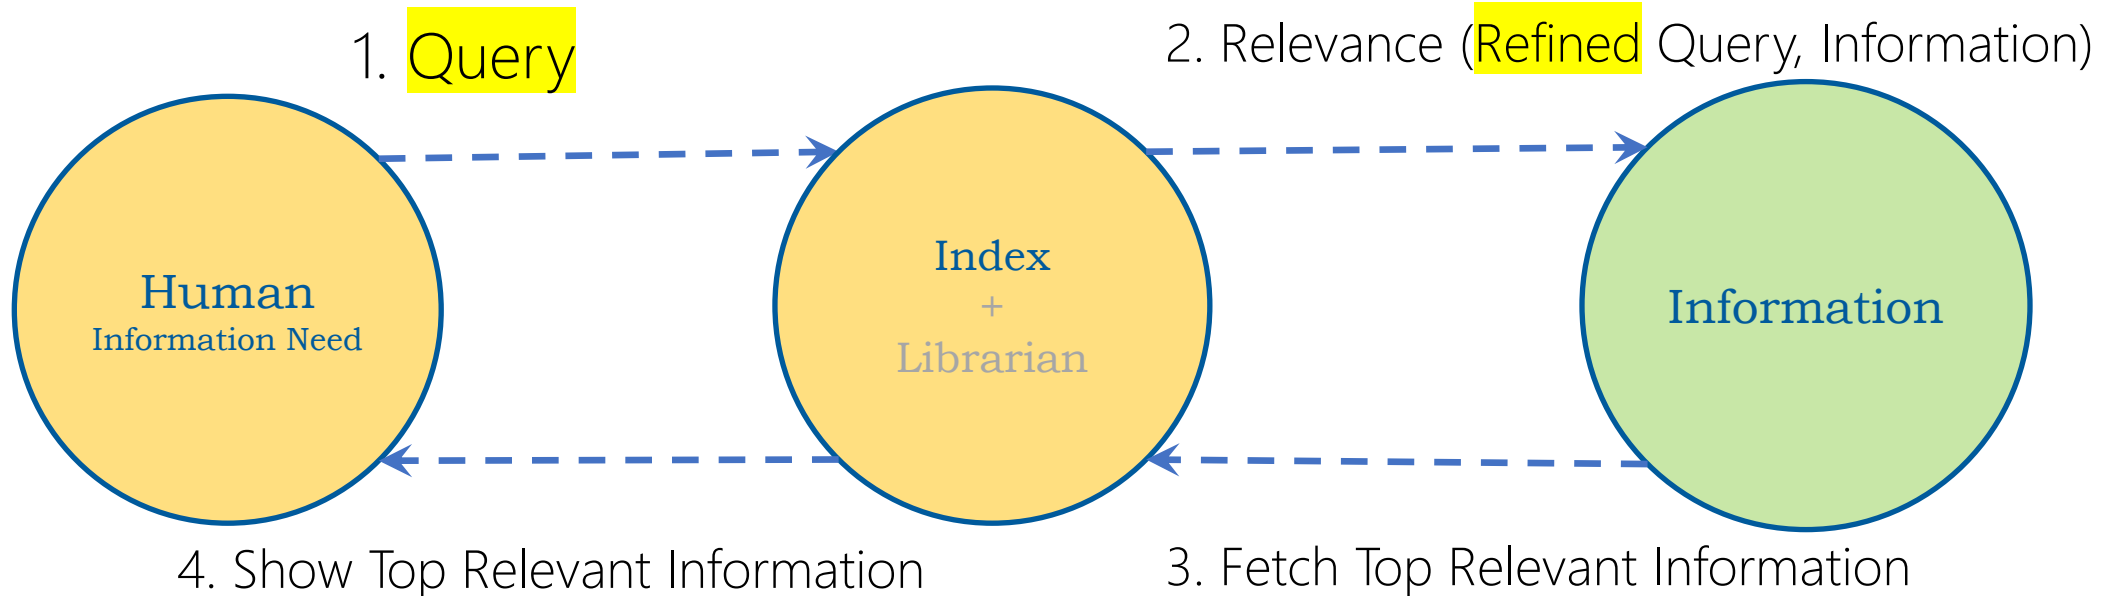 1. Query
2. Relevance (Refined Query, Information)
Human
Information Need
Index
+
Librarian
Information
4. Show Top Relevant Information
3. Fetch Top Relevant Information